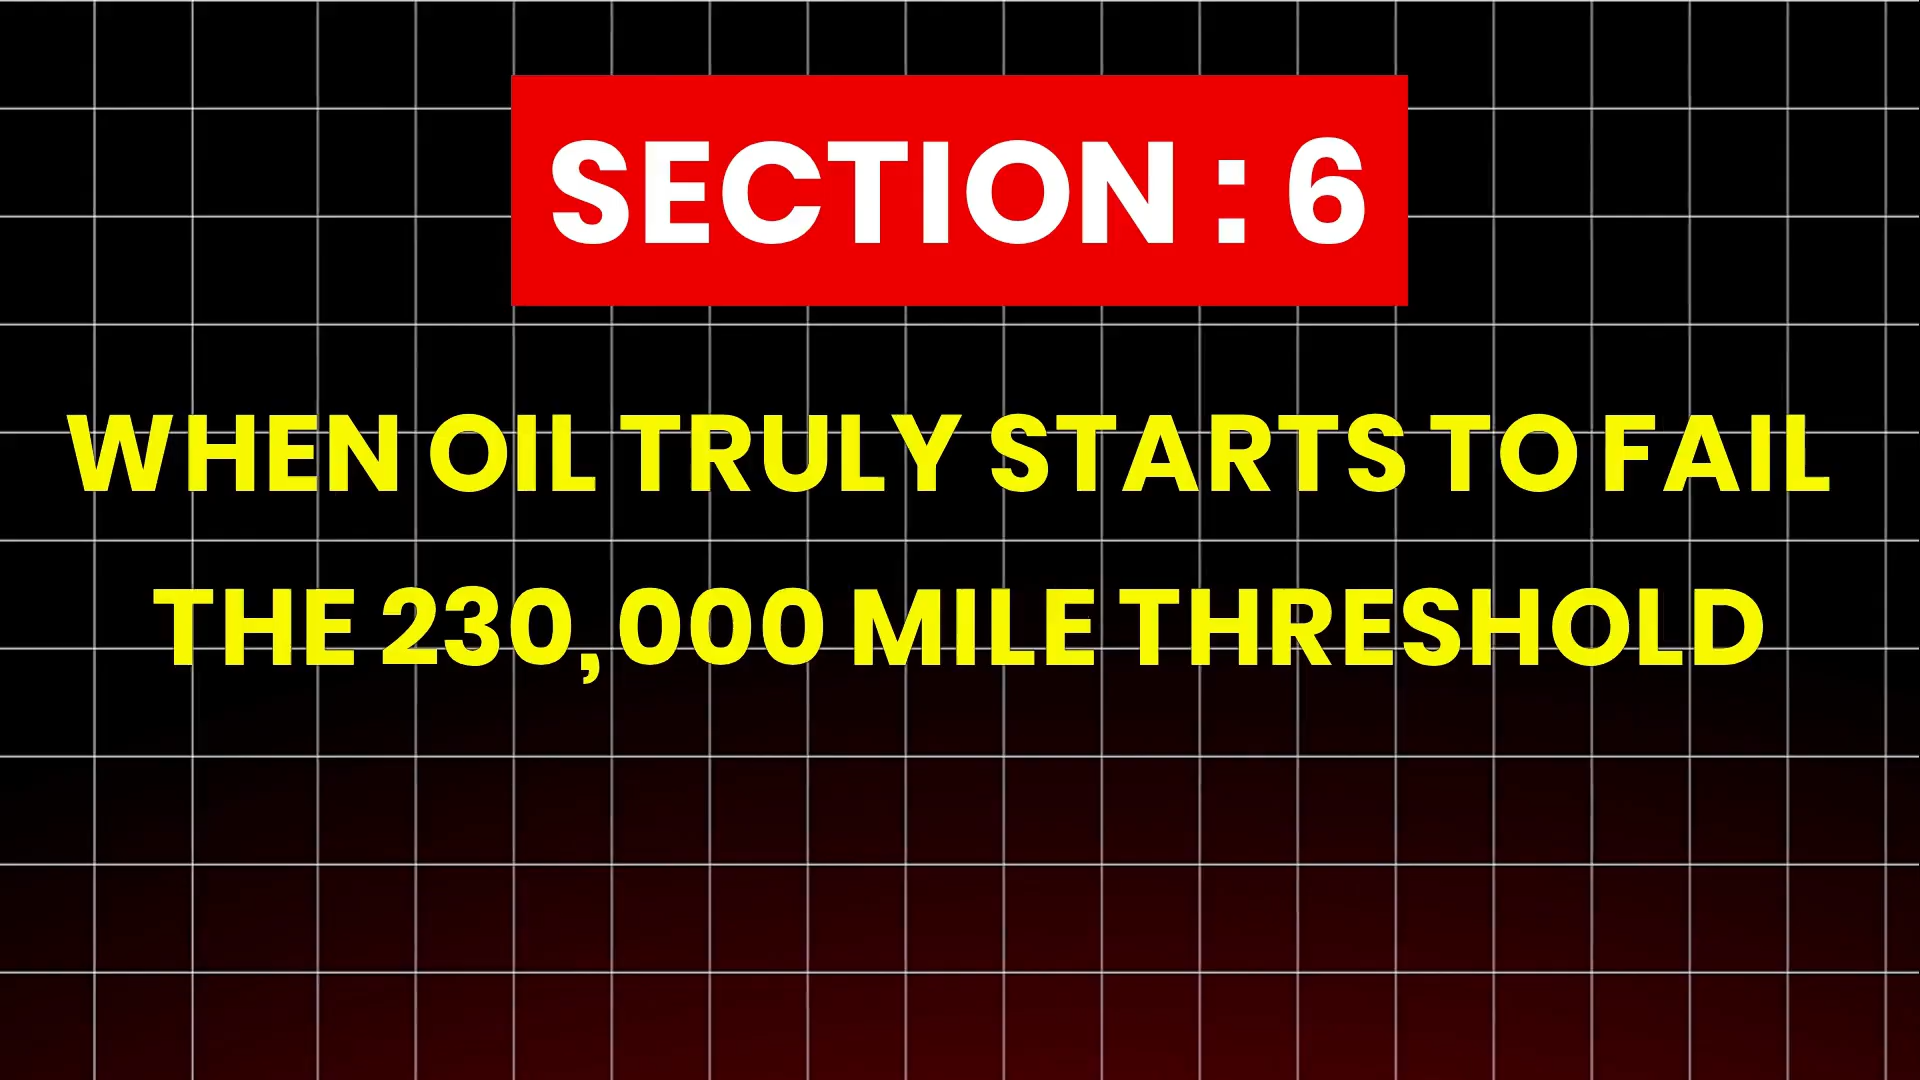 SECTION : 6
WHEN OIL TRULY STARTS TO FAIL
THE 230,000 MILE THRESHOLD